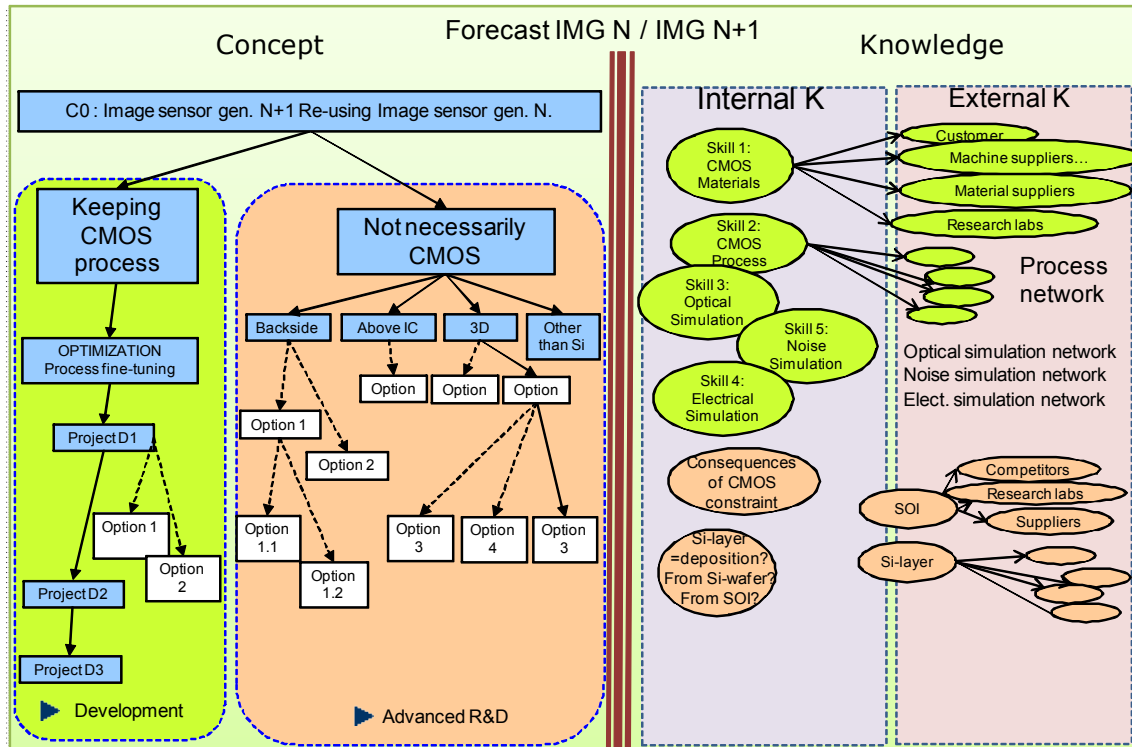 Forecast IMG N / IMG N+1
Concept
Knowledge
C0 : Image sensor gen. N+1 Re-using Image sensor gen. N.
Keeping
CMOS
process
OPTIMIZATION
Process fine-tuning
Project D1
Option 1
Option
2
Project D2
Project D3
Development
Not necessarily
CMOS
Backside
Above IC
3D
Other
than Si
Option
Option
Option
Option 1
Option 2
Option
1.1
Option
1.2
Option
3
Option
4
Option
3
Advanced R&D
Internal K
Skill 1:
CMOS
Materials
Skill 2:
CMOS
Process
Skill 3:
Optical
Simulation
Skill 5:
Noise
Simulation
Skill 4:
Electrical
Simulation
Consequences
of CMOS
constraint
Si-layer
=deposition?
From Si-wafer?
From SOI?
External K
Customer
Machine suppliers...
Material suppliers
Research labs
Process
network
Optical simulation network
Noise simulation network
Elect. simulation network
SOI
Competitors
Research labs
Suppliers
Si-layer